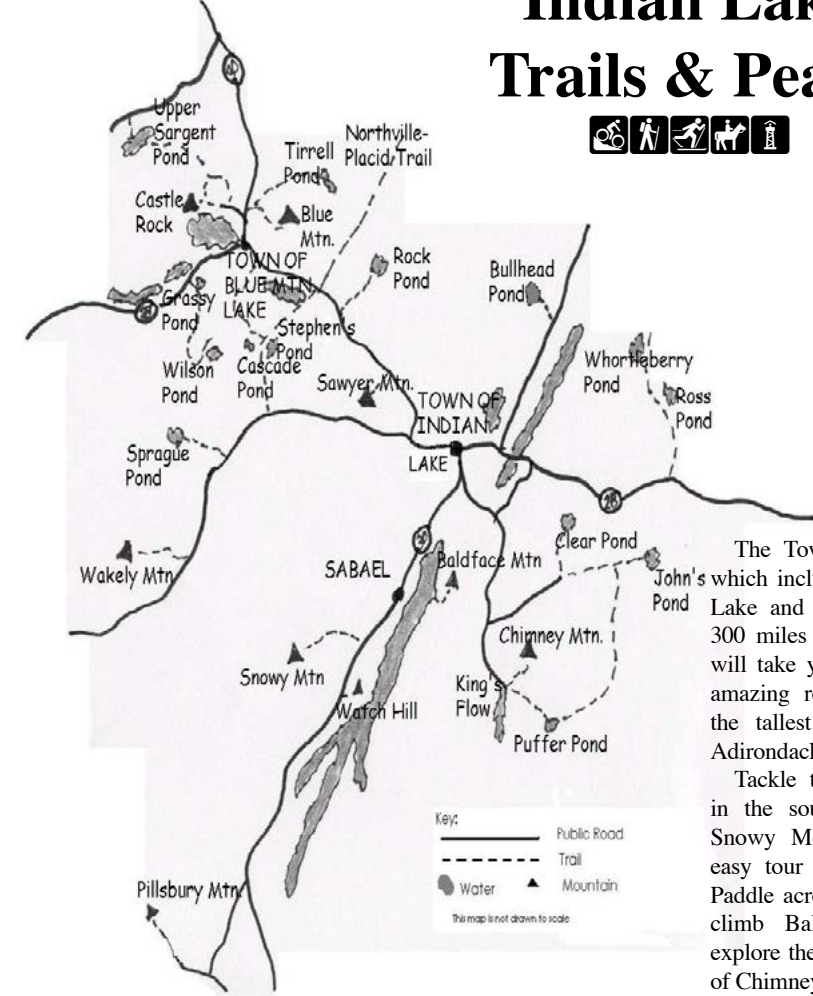 Indian Lak
Trails & Pea
30
Upper
Sargent
Pond
Northville-
Placid Trail
Tirrell
Pond
Castle
Rock
Blue
Mtn.
Rock
Pond
Bullhead
Pond
TOWN OF
BLUE MTN.
LAKE
28
Grassy
Pond
Stephen's
Pond
Wilson
Pond
Cascade
Pond
Sawyer Mtn.
Whortleberry
Pond
Ross
Pond
TOWN OF
INDIAN
LAKE
Sprague
Pond
28
30
Clear Pond
Wakely Mtn
SABAEL
Baldface Mtn
John's
Pond
Chimney Mtn.
Snowy Mtn
King's
Flow
Watch Hill
Puffer Pond
Pillsbury Mtn.
Key:
Public Road
Trail
Water
Mountain
This map is not drawn to scale
The Tow
which incl
Lake and
300 miles
will take y
amazing r
the tallest
Adirondack
Tackle t
in the sou
Snowy M
easy tour
Paddle acr
climb Bal
explore the
of Chimney